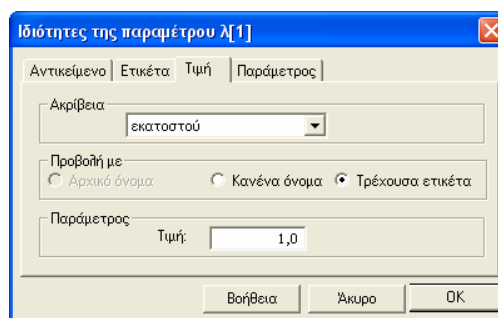 Ιδιότητες της παραμέτρου λ[1]
Αντικείμενο Ετικέτα Τιμή Παράμετρος
Ακρίβεια
εκατοστού
Προβολή με
Αρχικό όνομα Κανένα όνομα Τρέχουσα ετικέτα
Παράμετρος
Τιμή: 1,0
Βοήθεια Άκυρο OK